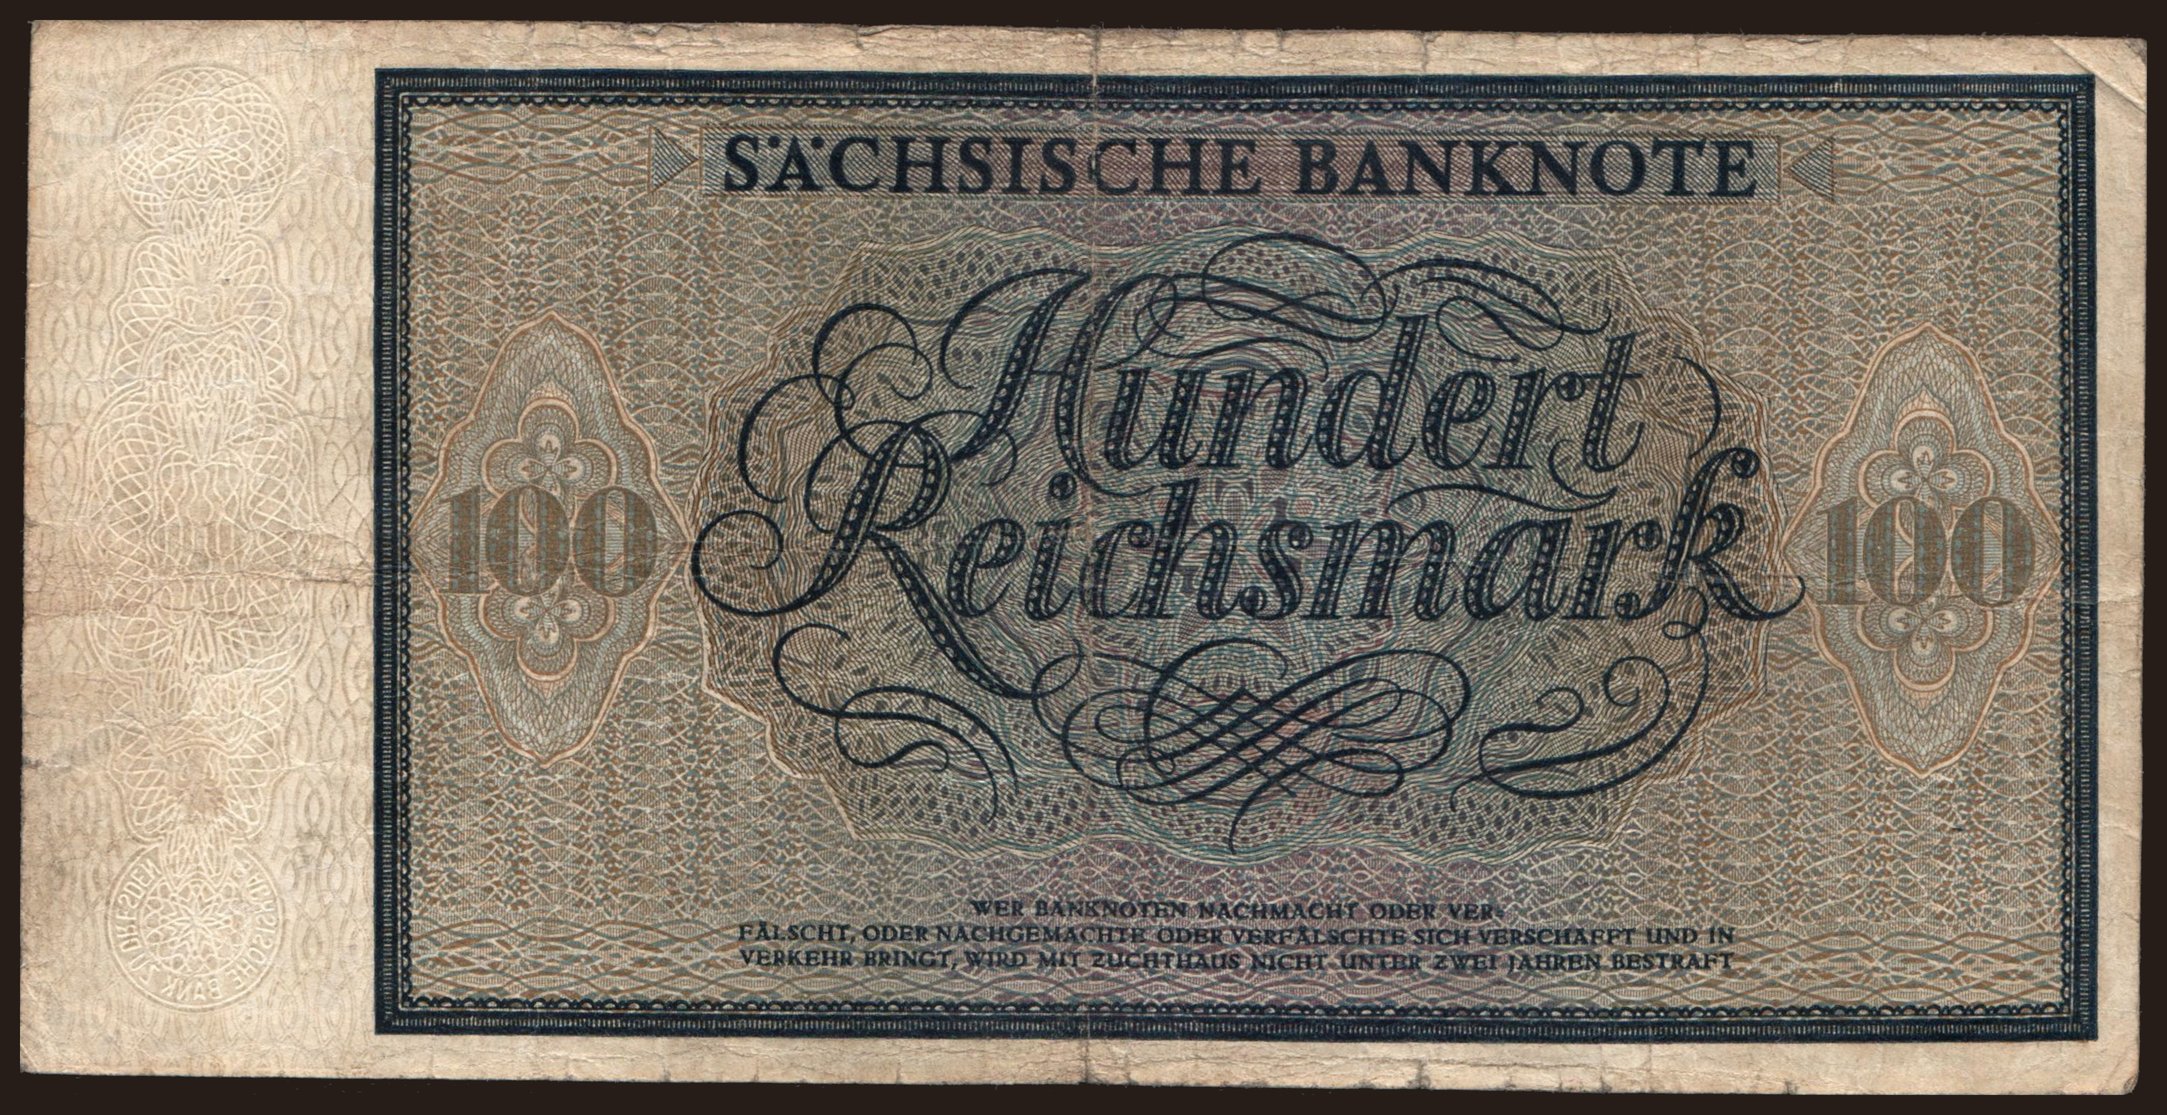 SÄCHSISCHE BANKNOTE
Hundert
Reichsmark
100
100
WER BANKNOTEN NACHMACHT ODER VER=
FÄLSCHT, ODER NACHGEMACHTE ODER VERFÄLSCHTE SICH VERSCHAFFT UND IN
VERKEHR BRINGT, WIRD MIT ZUCHTHAUS NICHT UNTER ZWEI JAHREN BESTRAFT